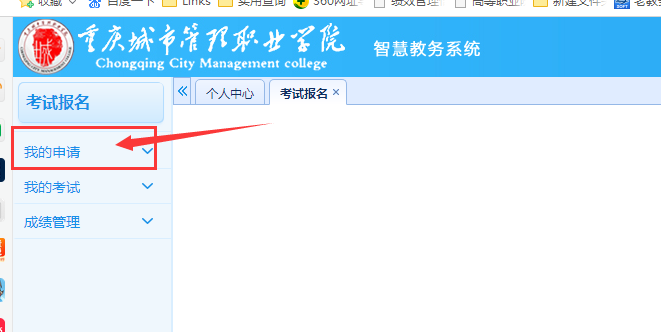 收藏 百度一下 Links 实用查询 360网址 绩效管理 高等职业 新建文件夹 老教
重庆城市管理职业学院 智慧教务系统
Chongqing City Management college
考试报名
个人中心 考试报名
我的申请
我的考试
成绩管理